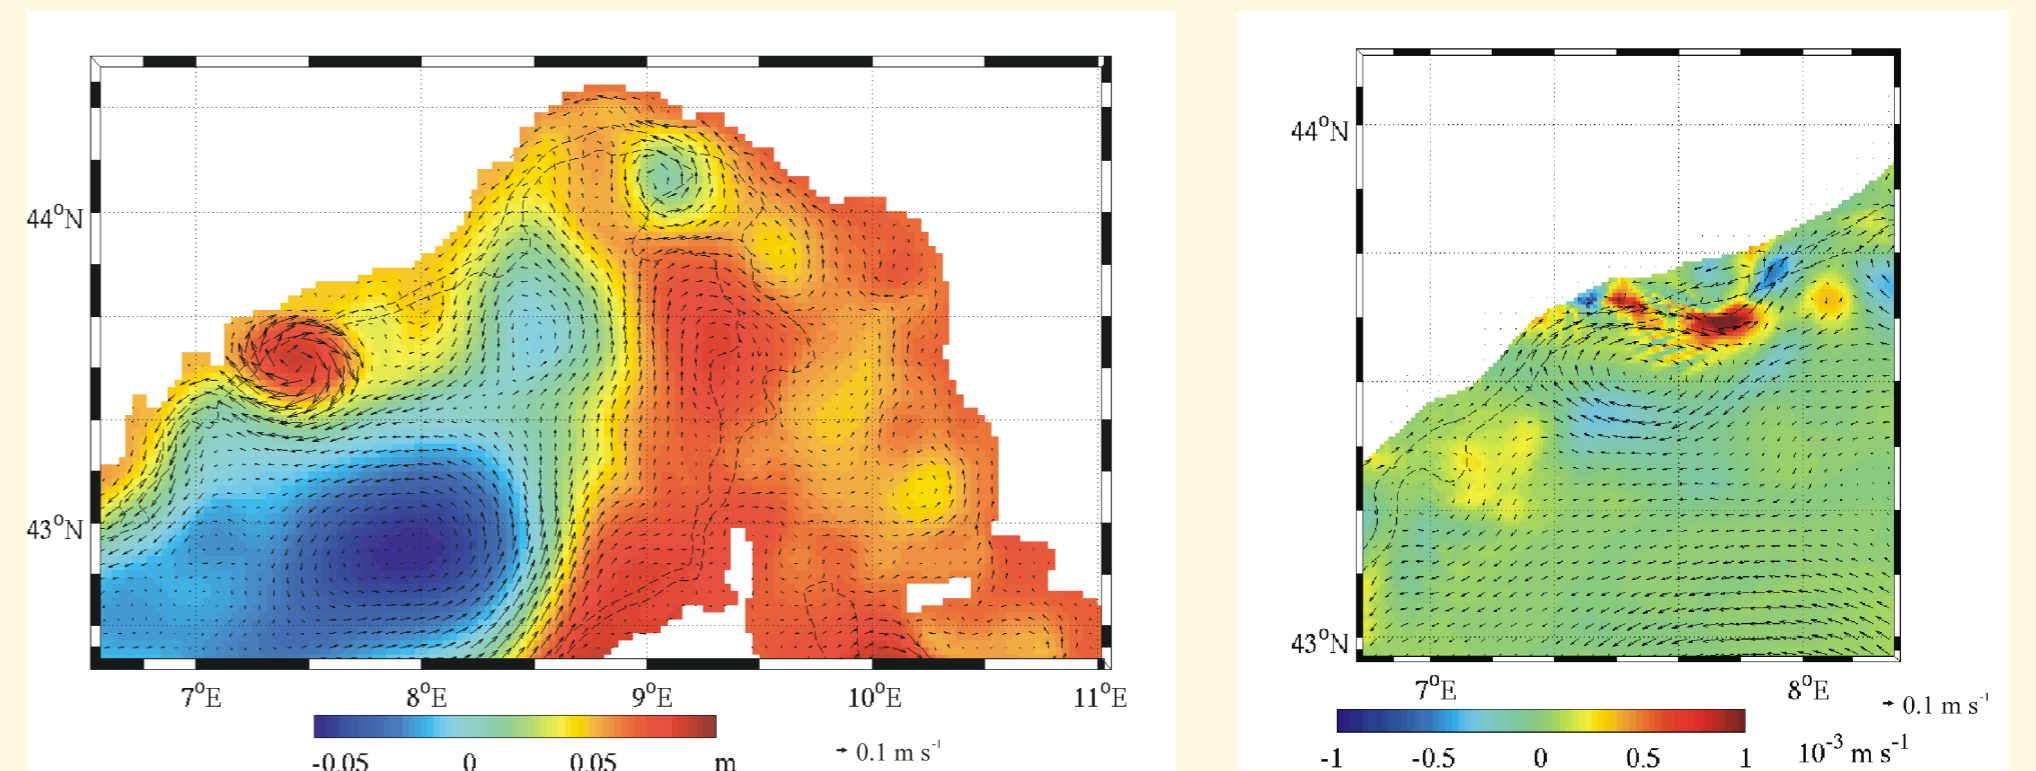 44°N
43°N
7°E 8°E 9°E 10°E 11°E
-0.05 0 0.05 m
0.1 m s⁻¹
44°N
43°N
7°E 8°E
0.1 m s⁻¹
-1 -0.5 0 0.5 1 10⁻³ m s⁻¹